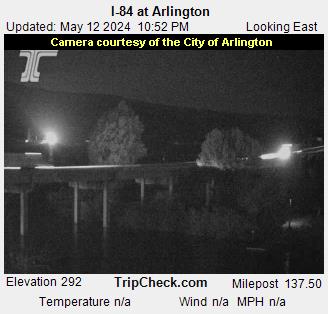 I-84 at Arlington
Updated: May 12 2024 10:52 PM Looking East
Camera courtesy of the City of Arlington
Elevation 292 TripCheck.com Milepost 137.50
Temperature n/a Wind n/a MPH n/a